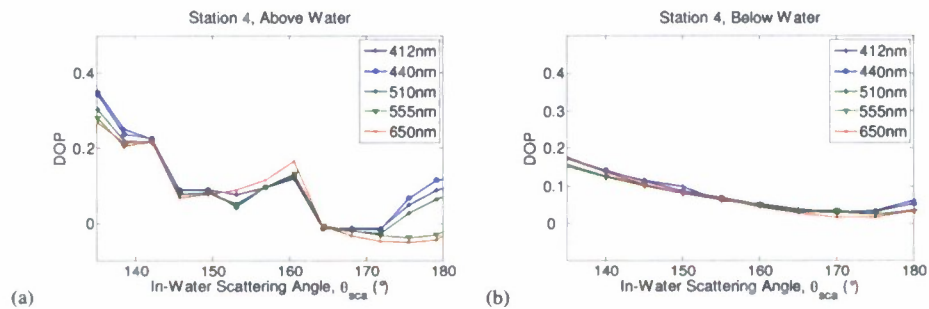 Station 4, Above Water
DOP
0.4
0.2
0
412nm
440nm
510nm
555nm
650nm
140
150
160
170
180
In-Water Scattering Angle, θsca (°)
(a)
Station 4, Below Water
DOP
0.4
0.3
0.2
0.1
0
412nm
440nm
510nm
555nm
650nm
140
150
160
170
180
In-Water Scattering Angle, θsca (°)
(b)